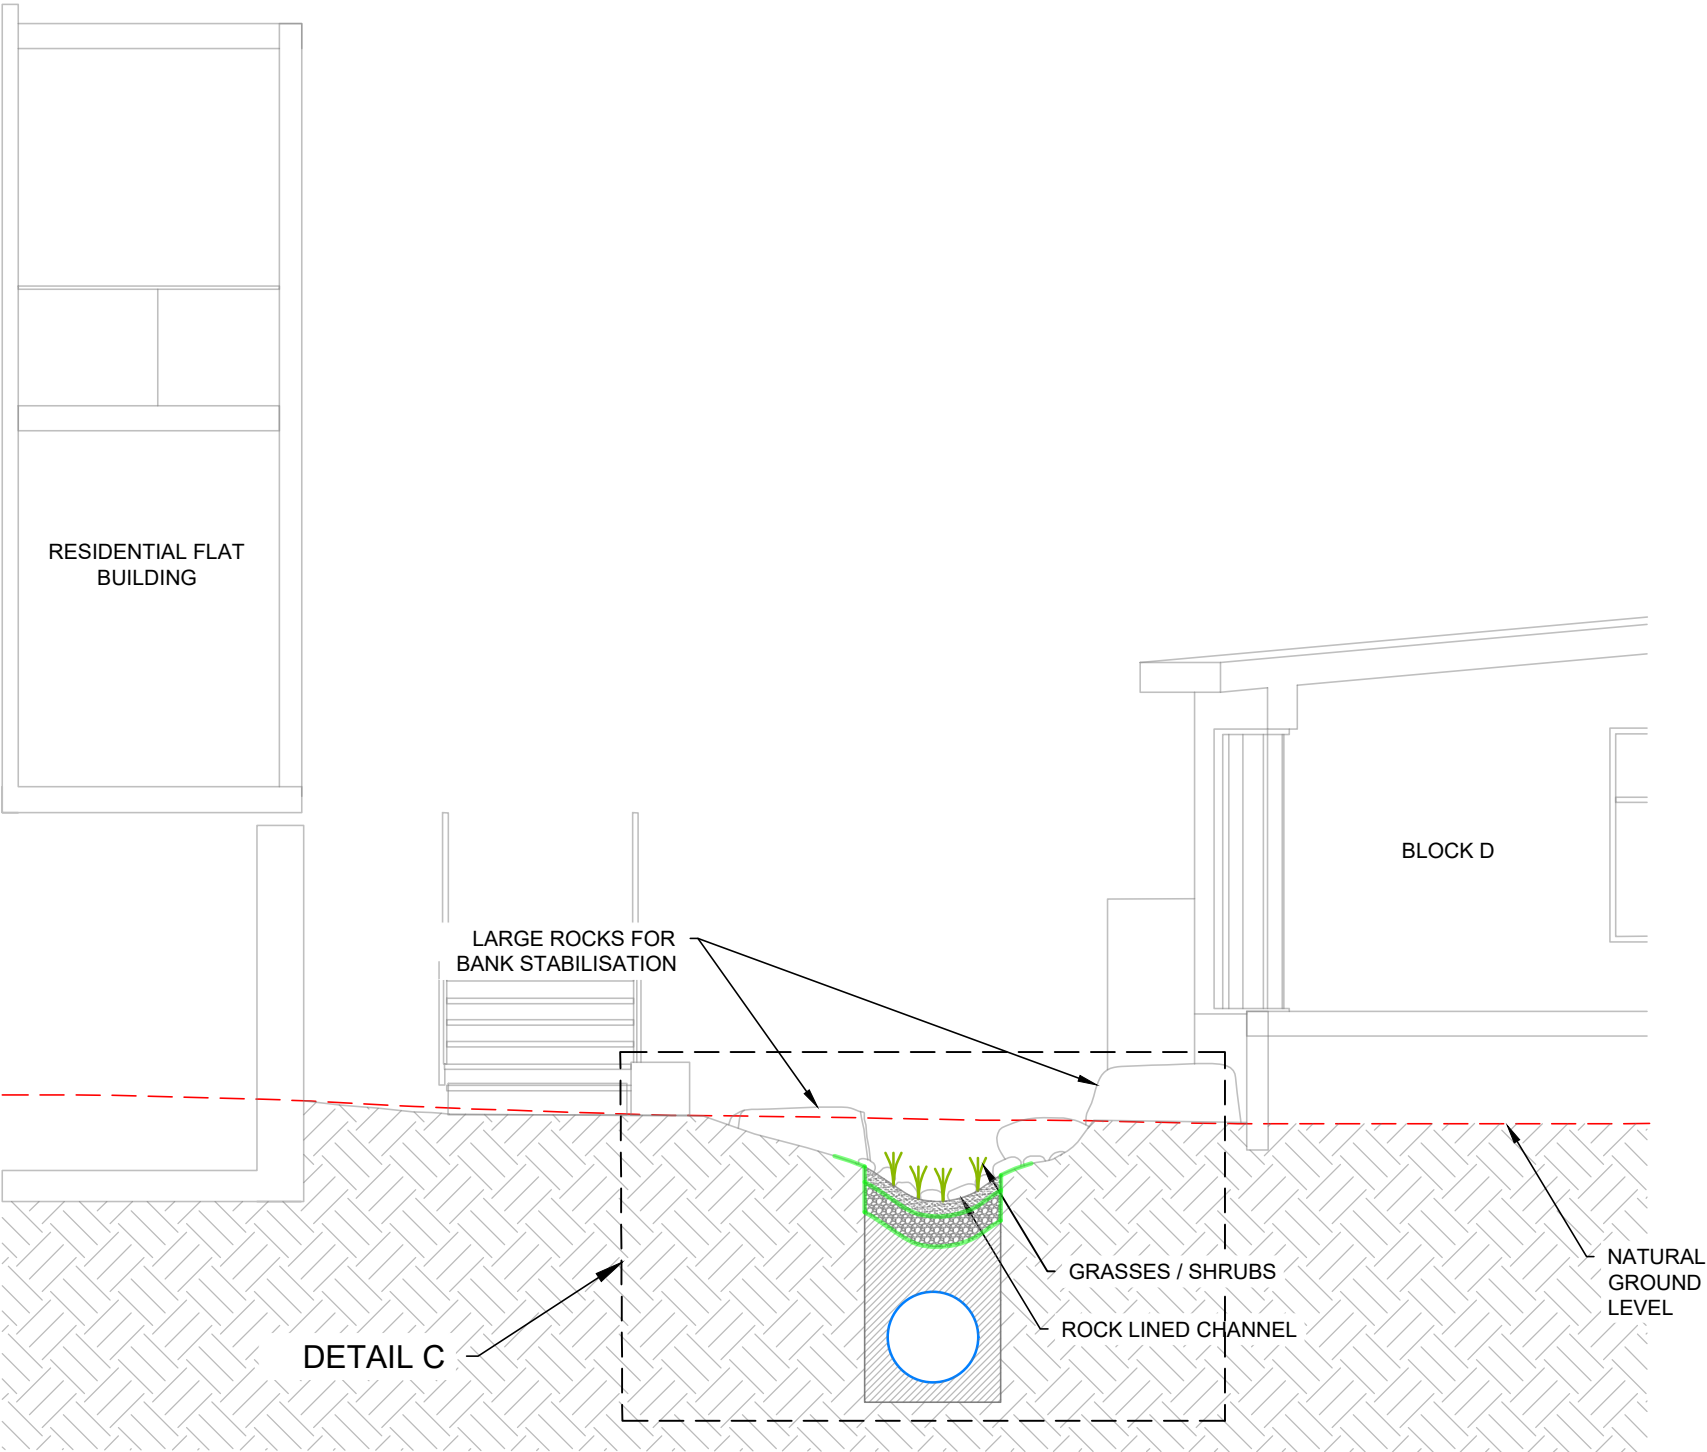 RESIDENTIAL FLAT
BUILDING
BLOCK D
LARGE ROCKS FOR
BANK STABILISATION
GRASSES / SHRUBS
ROCK LINED CHANNEL
NATURAL
GROUND
LEVEL
DETAIL C